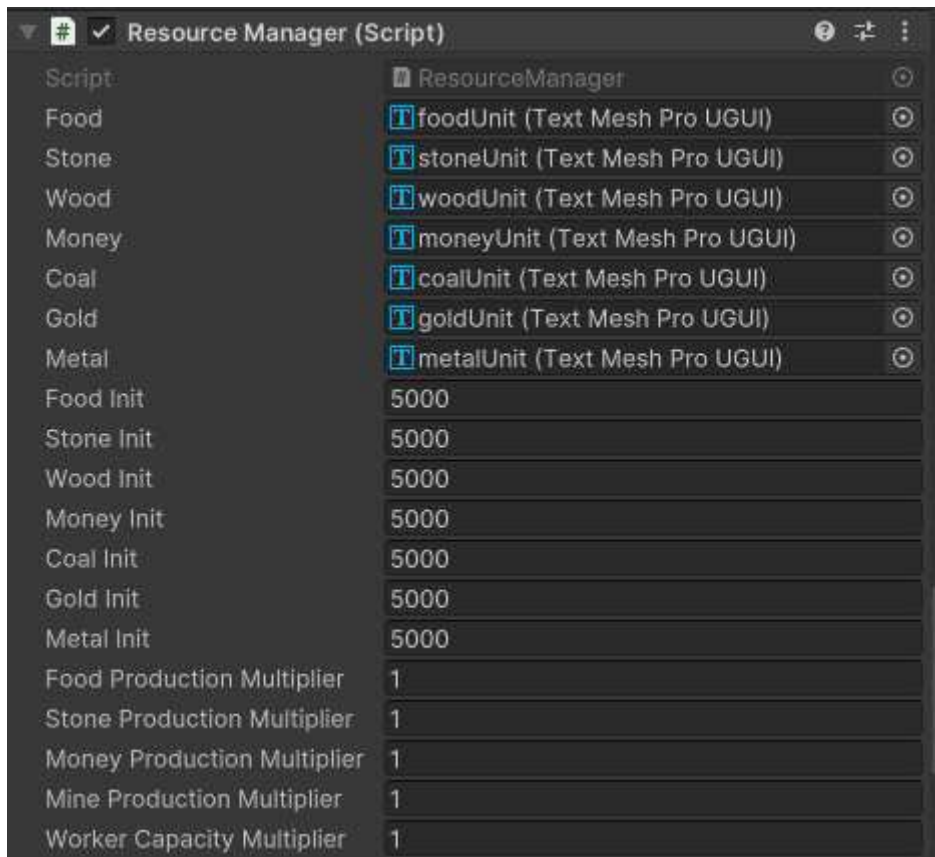 Resource Manager (Script)
Script ResourceManager
Food foodUnit (Text Mesh Pro UGUI)
Stone stoneUnit (Text Mesh Pro UGUI)
Wood woodUnit (Text Mesh Pro UGUI)
Money moneyUnit (Text Mesh Pro UGUI)
Coal coalUnit (Text Mesh Pro UGUI)
Gold goldUnit (Text Mesh Pro UGUI)
Metal metalUnit (Text Mesh Pro UGUI)
Food Init 5000
Stone Init 5000
Wood Init 5000
Money Init 5000
Coal Init 5000
Gold Init 5000
Metal Init 5000
Food Production Multiplier 1
Stone Production Multiplier 1
Money Production Multiplier 1
Mine Production Multiplier 1
Worker Capacity Multiplier 1